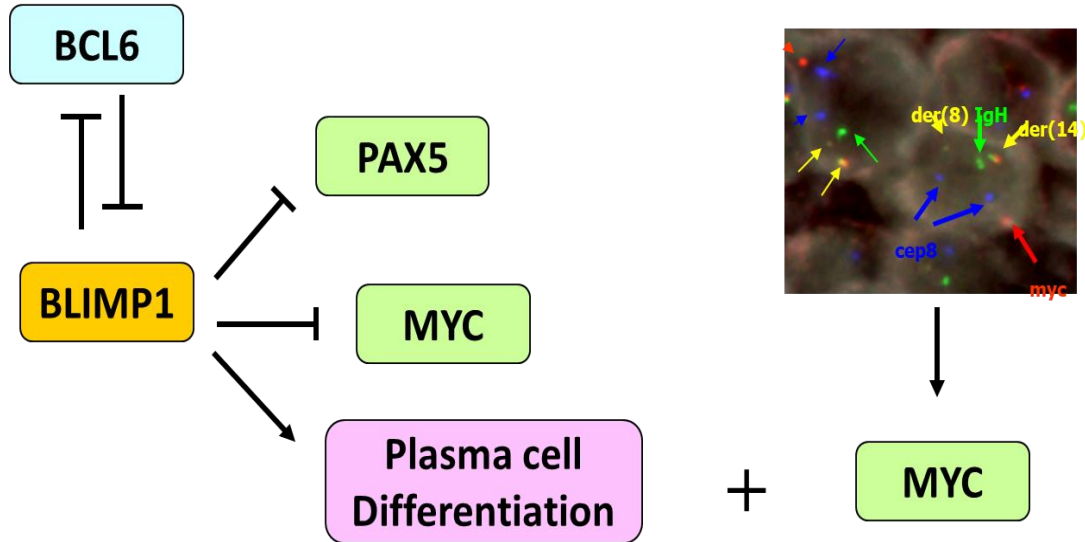 BCL6
PAX5
BLIMP1
MYC
Plasma cell
Differentiation
+
der(8) IgH
der(14)
cep8
myc
MYC